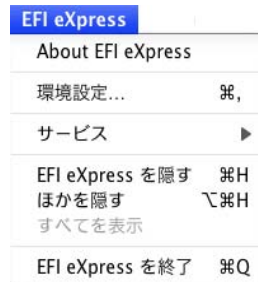 EFI eXpress
About EFI eXpress
環境設定... ⌘,
サービス ▶
EFI eXpress を隠す ⌘H
ほかを隠す ⌥⌘H
すべてを表示
EFI eXpress を終了 ⌘Q